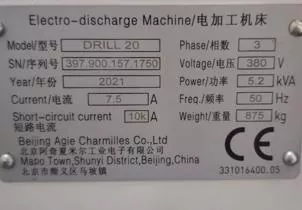 Electro-discharge Machine/电加工机床
Model/型号 DRILL 20 Phase/相数 3
SN/序列号 397.900.157.1750 Voltage/电压 380 V
Year/年份 2021 Power/功率 5.2 kVA
Current/电流 7.5 A Freq./频率 50 Hz
Short-circuit current 10k A Weight/重量 875 kg
短路电流
Beijing Agie Charmilles Co.,Ltd
北京阿奇夏米尔工业电子有限公司
Mapo Town,Shunyi District,Beijing,China
北京市顺义区马坡镇
CE
331016400.05